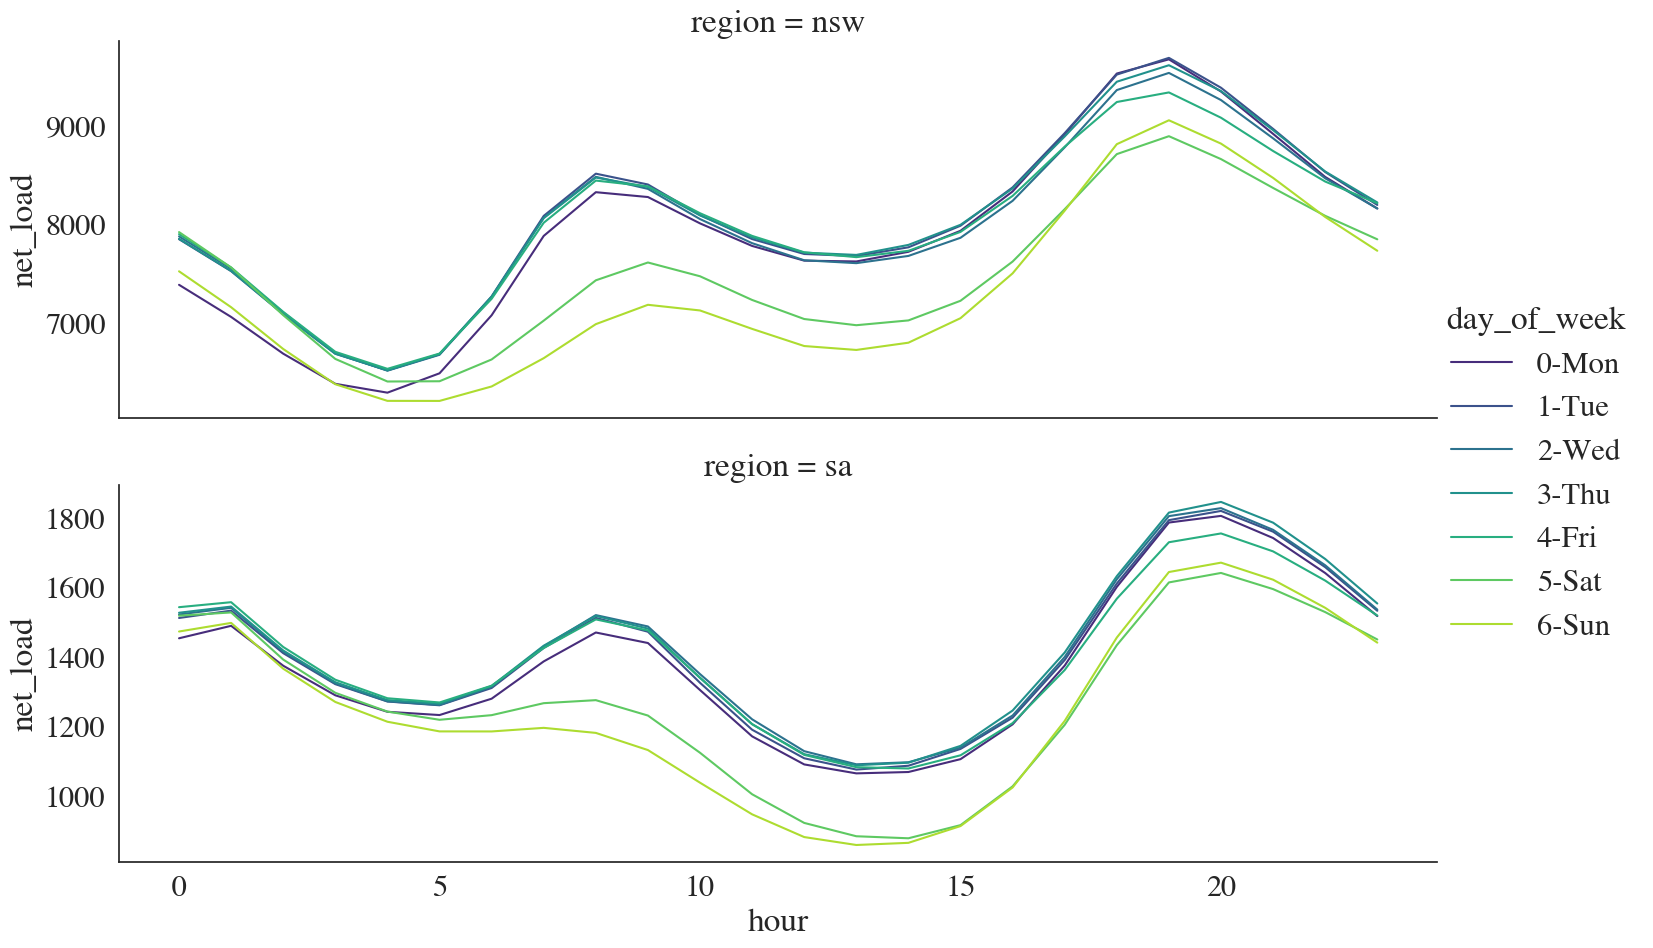 region = nsw
9000
8000
7000
net_load
region = sa
1800
1600
1400
1200
1000
net_load
0 5 10 15 20
hour
day_of_week
0-Mon
1-Tue
2-Wed
3-Thu
4-Fri
5-Sat
6-Sun